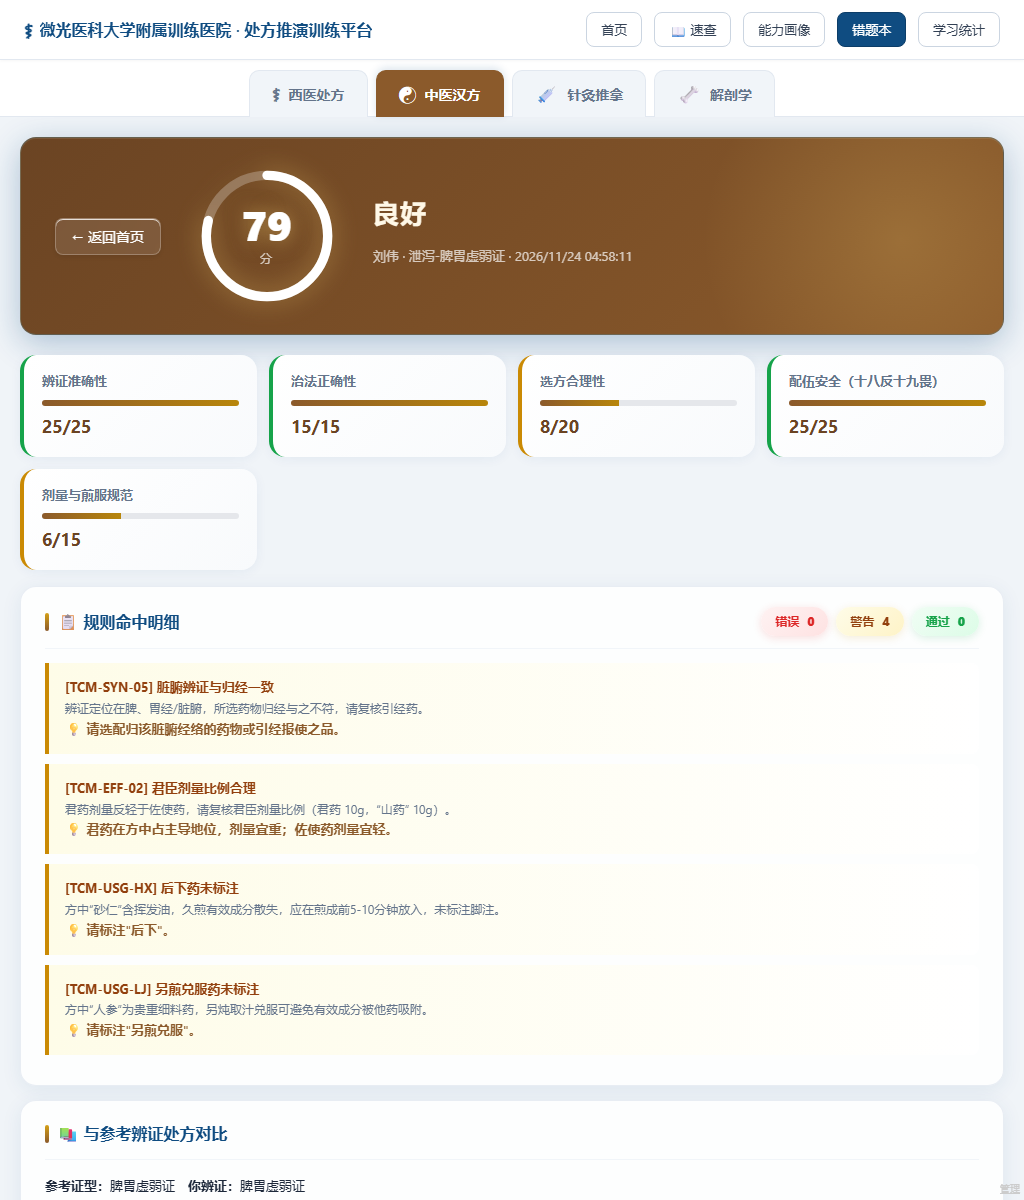 微光医科大学附属训练医院 · 处方推演训练平台
首页
速查
能力画像
错题本
学习统计
西医处方
中医汉方
针灸推拿
解剖学
← 返回首页
79
分
良好
刘伟 · 泄泻-脾胃虚弱证 · 2026/11/24 04:58:11
辨证准确性
25/25
治法正确性
15/15
选方合理性
8/20
配伍安全（十八反十九畏）
25/25
剂量与煎服规范
6/15
规则命中明细
错误 0
警告 4
通过 0
[TCM-SYN-05] 脏腑辨证与归经一致
辨证定位在脾、胃经/脏腑，所选药物归经与之不符，请复核引经药。
请选配归该脏腑经络的药物或引经报使之品。
[TCM-EFF-02] 君臣剂量比例合理
君药剂量反轻于佐使药，请复核君臣剂量比例（君药 10g，"山药" 10g）。
君药在方中占主导地位，剂量宜重；佐使药剂量宜轻。
[TCM-USG-HX] 后下药未标注
方中"砂仁"含挥发油，久煎有效成分散失，应在煎成前5-10分钟放入，未标注脚注。
请标注"后下"。
[TCM-USG-LJ] 另煎兑服药未标注
方中"人参"为贵重细料药，另炖取汁兑服可避免有效成分被他药吸附。
请标注"另煎兑服"。
与参考辨证处方对比
参考证型：脾胃虚弱证 你辨证：脾胃虚弱证
管理